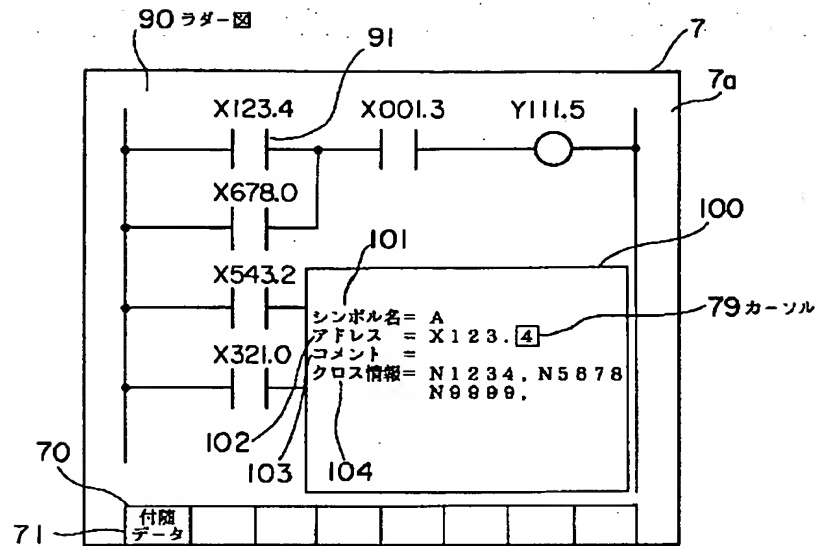 90 ラダー図
91
7
7a
X123.4
X001.3
Y111.5
X678.0
101
100
X543.2
シンボル名= A
アドレス = X123.4
79 カーソル
コメント =
X321.0
クロス情報= N1234, N5678
N9999,
102
103
104
70
71
付随
データ